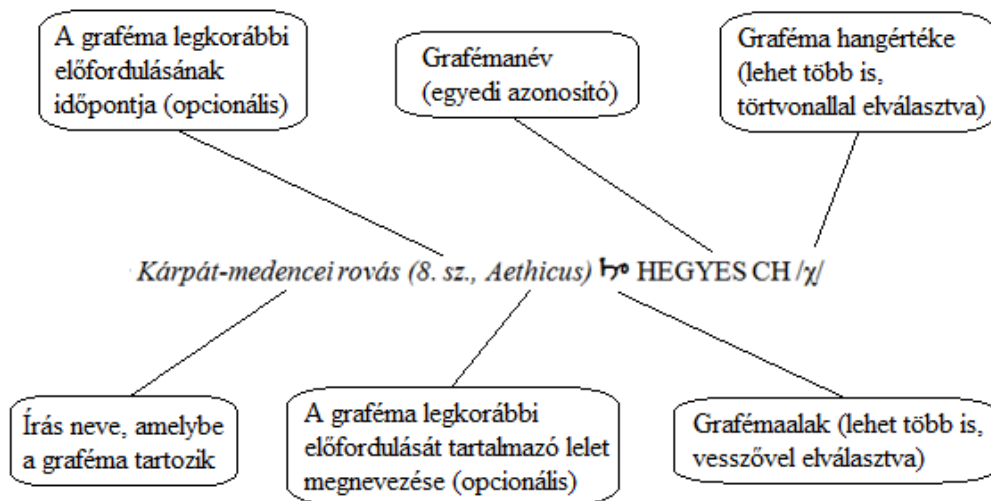 A graféma legkorábbi
előfordulásának
időpontja (opcionális)
Grafémanév
(egyedi azonosító)
Graféma hangértéke
(lehet több is,
törtvonallal elválasztva)
Kárpát-medencei rovás (8. sz., Aethicus) HEGYES CH /χ/
Írás neve, amelybe
a graféma tartozik
A graféma legkorábbi
előfordulását tartalmazó lelet
megnevezése (opcionális)
Grafémaalak (lehet több is,
vesszővel elválasztva)